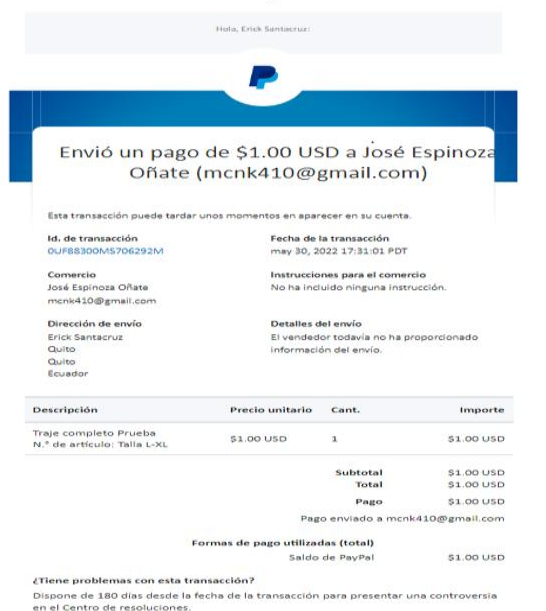 Hola, Erick Santacruz:
Envió un pago de $1.00 USD a José Espinoza
Oñate (mcnk410@gmail.com)
Esta transacción puede tardar unos momentos en aparecer en su cuenta.
Id. de transacción
0UF88300MS706292M
Fecha de la transacción
may 30, 2022 17:31:01 PDT
Comercio
José Espinoza Oñate
mcnk410@gmail.com
Instrucciones para el comercio
No ha incluido ninguna instrucción.
Dirección de envío
Erick Santacruz
Quito
Quito
Ecuador
Detalles del envío
El vendedor todavía no ha proporcionado
información del envío.
Descripción Precio unitario Cant. Importe
Traje completo Prueba
N.° de artículo: Talla L-XL
$1.00 USD 1 $1.00 USD
Subtotal $1.00 USD
Total $1.00 USD
Pago $1.00 USD
Pago enviado a mcnk410@gmail.com
Formas de pago utilizadas (total)
Saldo de PayPal $1.00 USD
¿Tiene problemas con esta transacción?
Dispone de 180 días desde la fecha de la transacción para presentar una controversia
en el Centro de resoluciones.